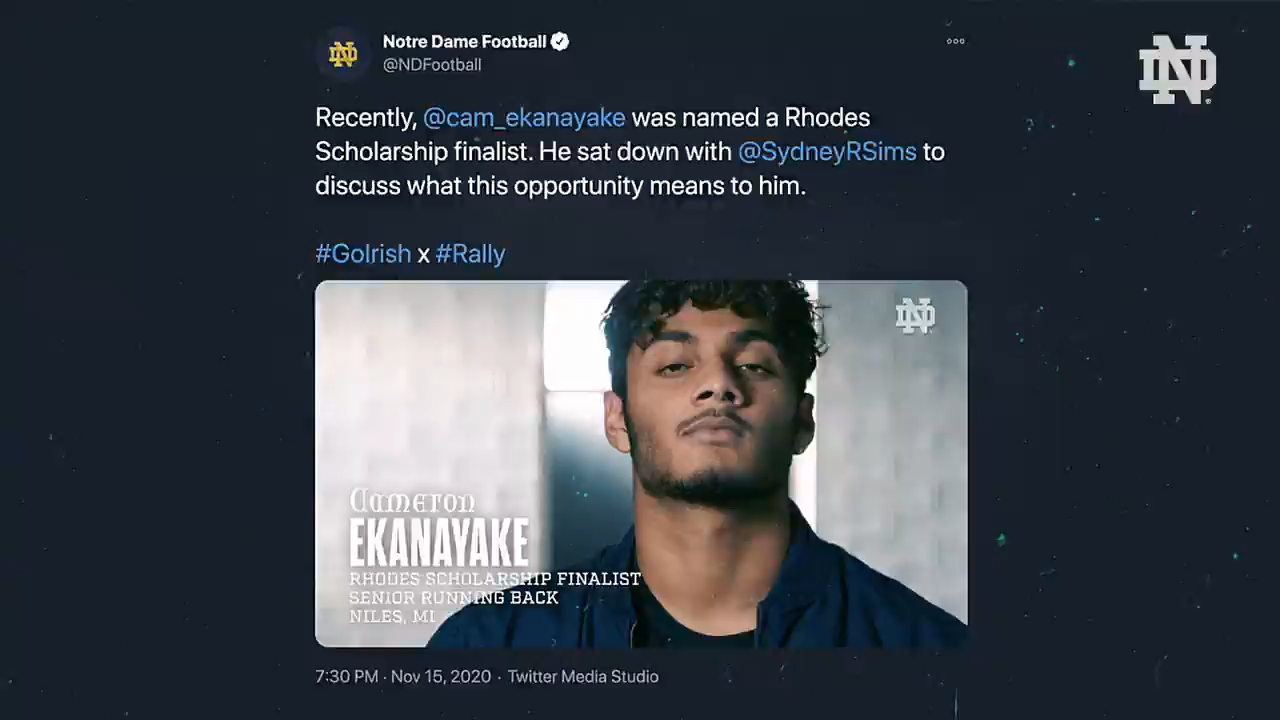 Notre Dame Football
@NDFootball
Recently, @cam_ekanayake was named a Rhodes
Scholarship finalist. He sat down with @SydneyRSims to
discuss what this opportunity means to him.
#GoIrish x #Rally
Cameron
EKANAYAKE
RHODES SCHOLARSHIP FINALIST
SENIOR RUNNING BACK
NILES, MI
7:30 PM · Nov 15, 2020 · Twitter Media Studio
ND